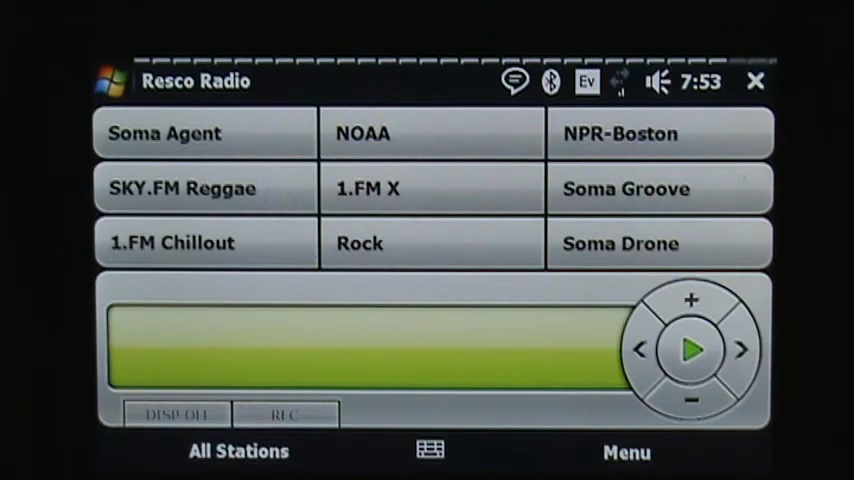 Resco Radio Ev 7:53 X
Soma Agent NOAA NPR-Boston
SKY.FM Reggae 1.FM X Soma Groove
1.FM Chillout Rock Soma Drone
+
< >
-
DISP OFF REC
All Stations Menu